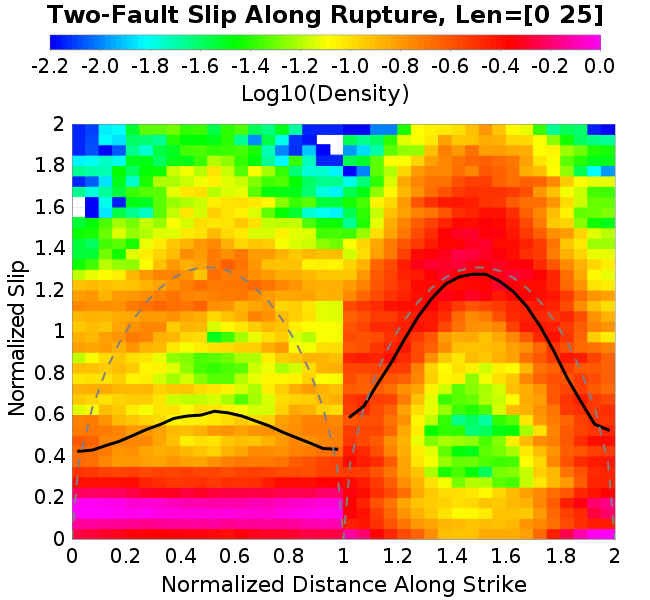 Two-Fault Slip Along Rupture, Len=[0 25]
-2.2 -2.0 -1.8 -1.6 -1.4 -1.2 -1.0 -0.8 -0.6 -0.4 -0.2 0.0
Log10(Density)
2
1.8
1.6
1.4
1.2
1
0.8
0.6
0.4
0.2
0
Normalized Slip
0 0.2 0.4 0.6 0.8 1 1.2 1.4 1.6 1.8 2
Normalized Distance Along Strike